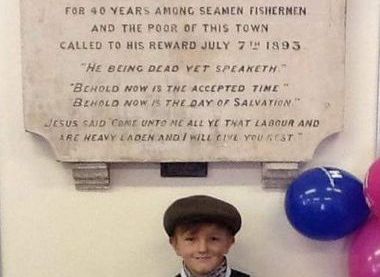 FOR 40 YEARS AMONG SEAMEN FISHERMEN
AND THE POOR OF THIS TOWN
CALLED TO HIS REWARD JULY 7TH 1893.
"HE BEING DEAD YET SPEAKETH."
"BEHOLD NOW IS THE ACCEPTED TIME"
BEHOLD NOW IS THE DAY OF SALVATION."
JESUS SAID "COME UNTO ME ALL YE THAT LABOUR AND
ARE HEAVY LADEN AND I WILL GIVE YOU REST."